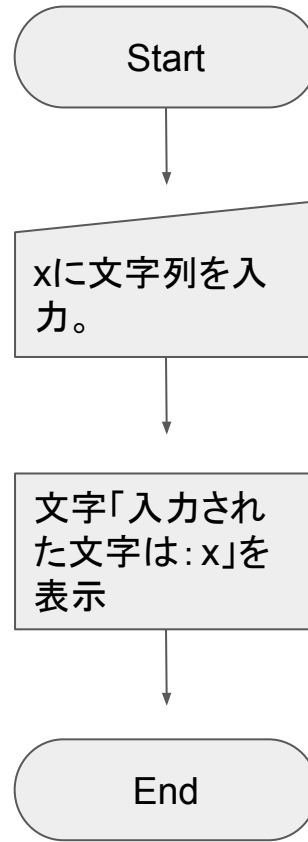 Start
xに文字列を入
力。
文字「入力され
た文字は：x」を
表示
End